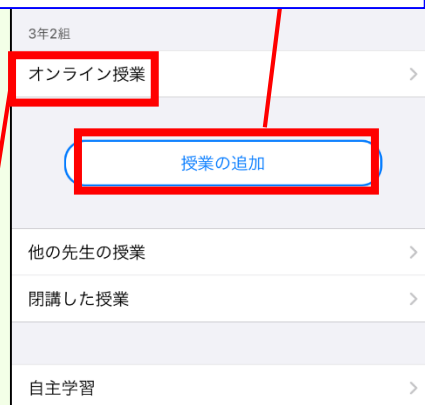 3年2組
オンライン授業
授業の追加
他の先生の授業
閉講した授業
自主学習